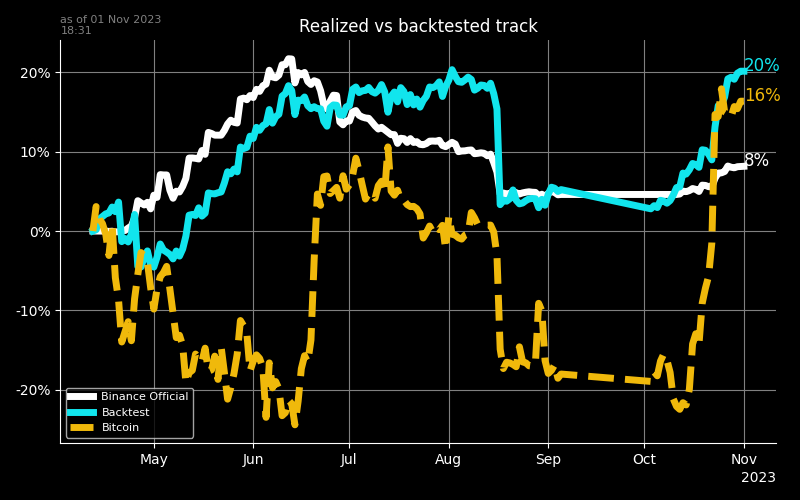 as of 01 Nov 2023
18:31
Realized vs backtested track
20%
10%
0%
-10%
-20%
20%
16%
8%
Binance Official
Backtest
Bitcoin
May Jun Jul Aug Sep Oct Nov
2023